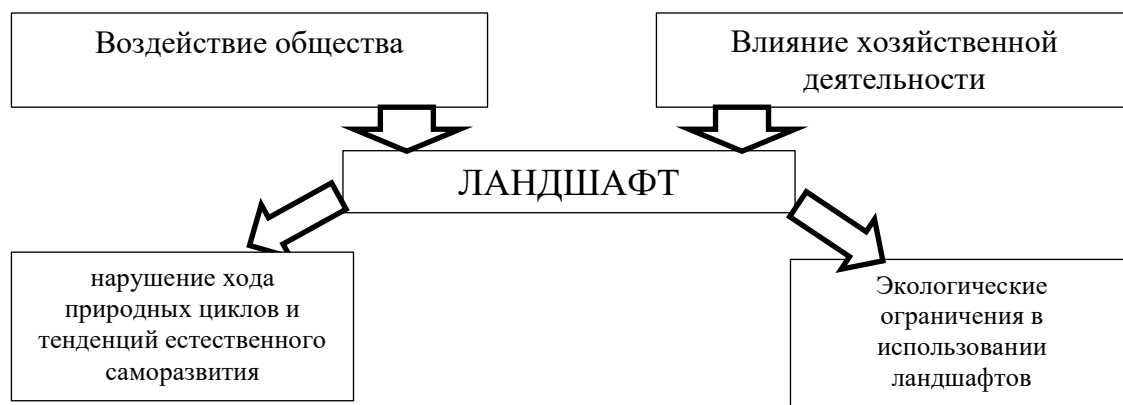 Воздействие общества
Влияние хозяйственной
деятельности
ЛАНДШАФТ
нарушение хода
природных циклов и
тенденций естественного
саморазвития
Экологические
ограничения в
использовании
ландшафтов